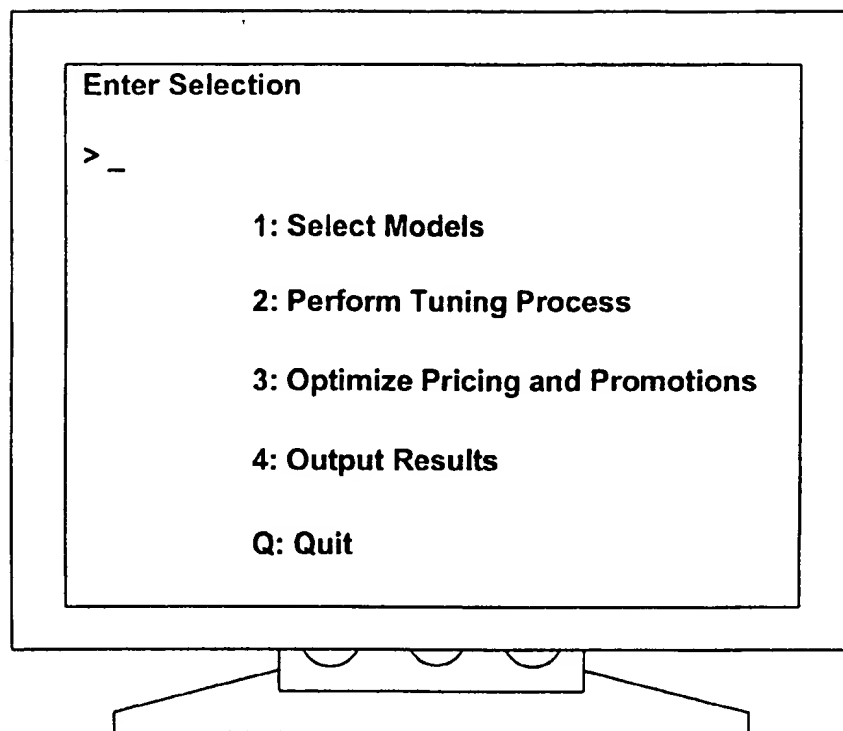 Enter Selection
> _
1: Select Models
2: Perform Tuning Process
3: Optimize Pricing and Promotions
4: Output Results
Q: Quit